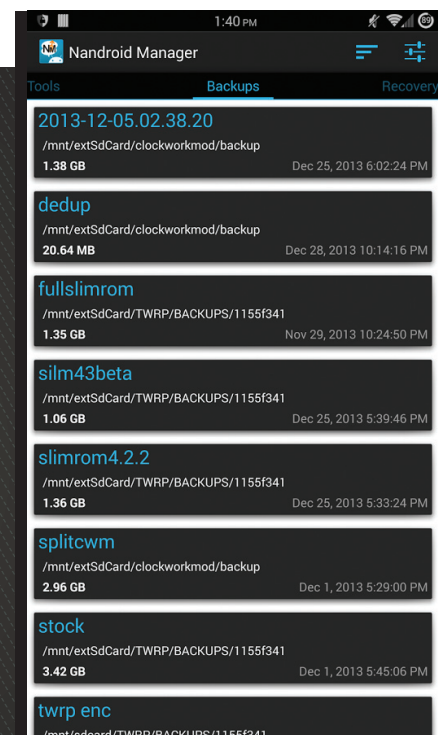 1:40 PM
89
Nandroid Manager
Tools Backups Recovery
2013-12-05.02.38.20
/mnt/extSdCard/clockworkmod/backup
1.38 GB Dec 25, 2013 6:02:24 PM
dedup
/mnt/extSdCard/clockworkmod/backup
20.64 MB Dec 28, 2013 10:14:16 PM
fullslimrom
/mnt/extSdCard/TWRP/BACKUPS/1155f341
1.35 GB Nov 29, 2013 10:24:50 PM
silm43beta
/mnt/extSdCard/TWRP/BACKUPS/1155f341
1.06 GB Dec 25, 2013 5:39:46 PM
slimrom4.2.2
/mnt/extSdCard/TWRP/BACKUPS/1155f341
1.36 GB Dec 25, 2013 5:33:24 PM
splitcwm
/mnt/extSdCard/clockworkmod/backup
2.96 GB Dec 1, 2013 5:29:00 PM
stock
/mnt/extSdCard/TWRP/BACKUPS/1155f341
3.42 GB Dec 1, 2013 5:45:06 PM
twrp enc
/mnt/sdcard/TWRP/BACKUPS/1155f341